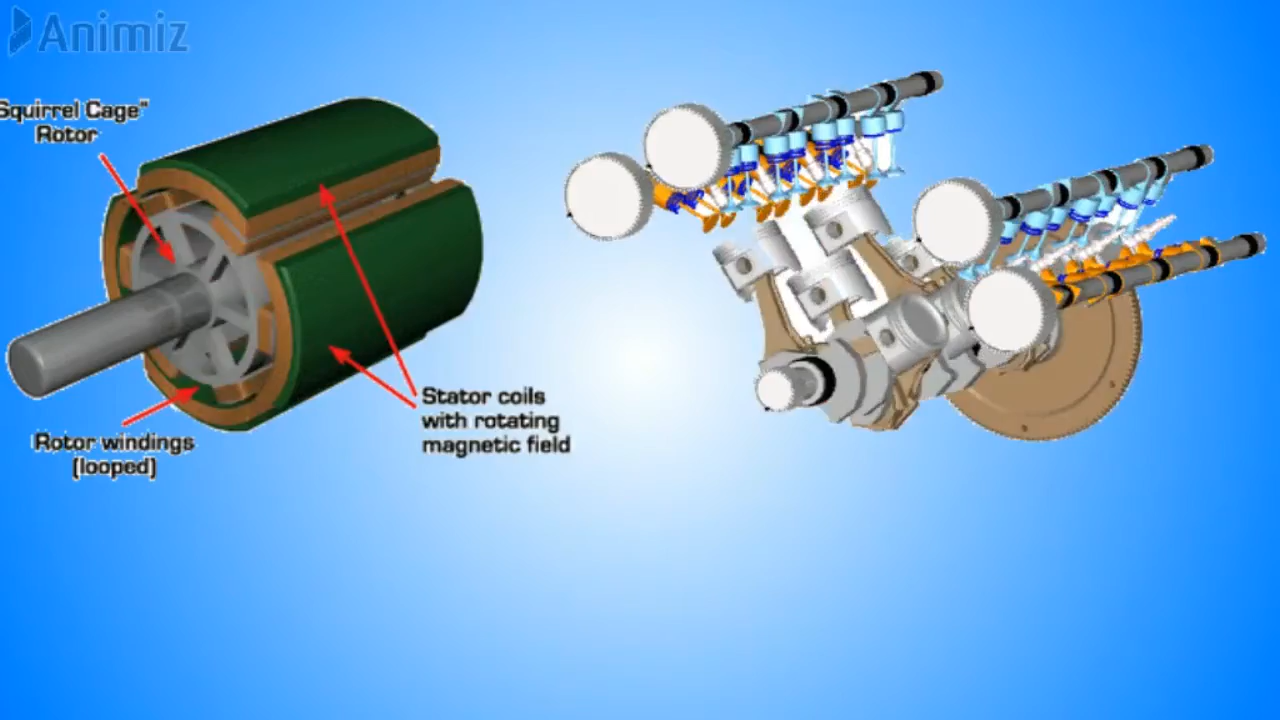 Animiz
Squirrel Cage"
Rotor
Rotor windings
(looped)
Stator coils
with rotating
magnetic field